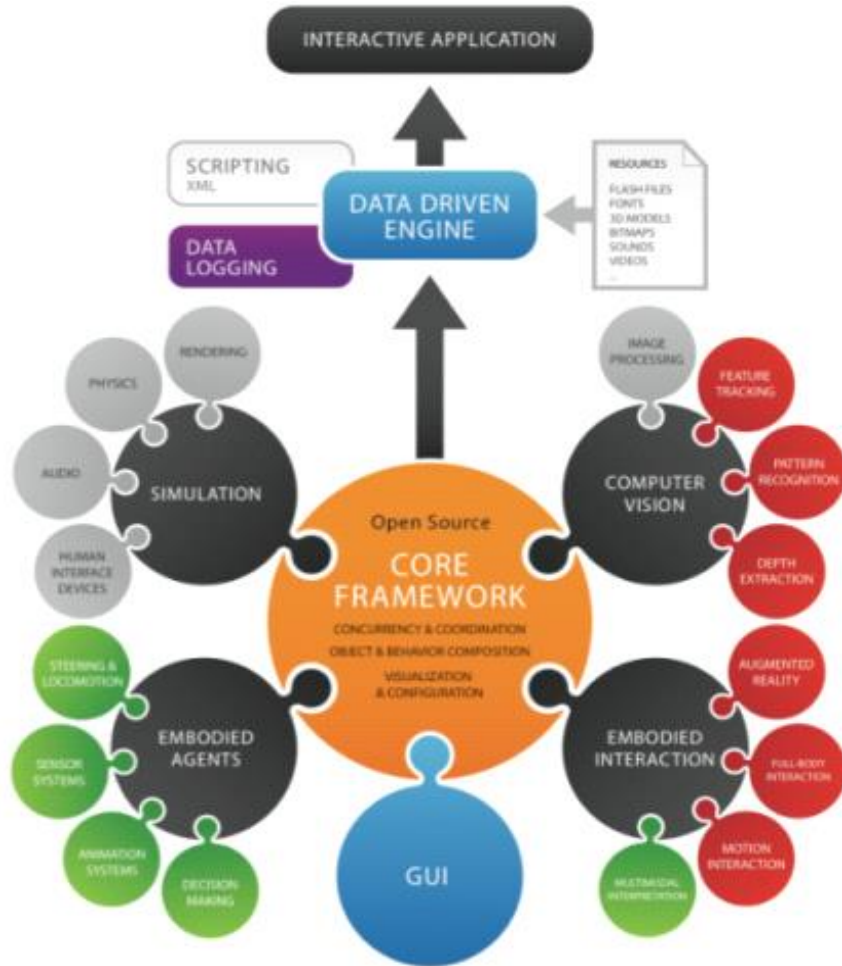 INTERACTIVE APPLICATION
SCRIPTING
XML
DATA
LOGGING
DATA DRIVEN
ENGINE
RESOURCES
FLASH FILES
FONTS
3D MODELS
BITMAPS
SOUNDS
VIDEOS
...
RENDERING
PHYSICS
AUDIO
HUMAN
INTERFACE
DEVICES
SIMULATION
IMAGE
PROCESSING
FEATURE
TRACKING
PATTERN
RECOGNITION
DEPTH
EXTRACTION
COMPUTER
VISION
Open Source
CORE
FRAMEWORK
CONCURRENCY & COORDINATION
OBJECT & BEHAVIOR COMPOSITION
VISUALIZATION
& CONFIGURATION
STEERING &
LOCOMOTION
SENSOR
SYSTEMS
ANIMATION
SYSTEMS
DECISION
MAKING
EMBODIED
AGENTS
AUGMENTED
REALITY
FULL-BODY
INTERACTION
MOTION
INTERACTION
MULTIMODAL
INTERPRETATION
EMBODIED
INTERACTION
GUI